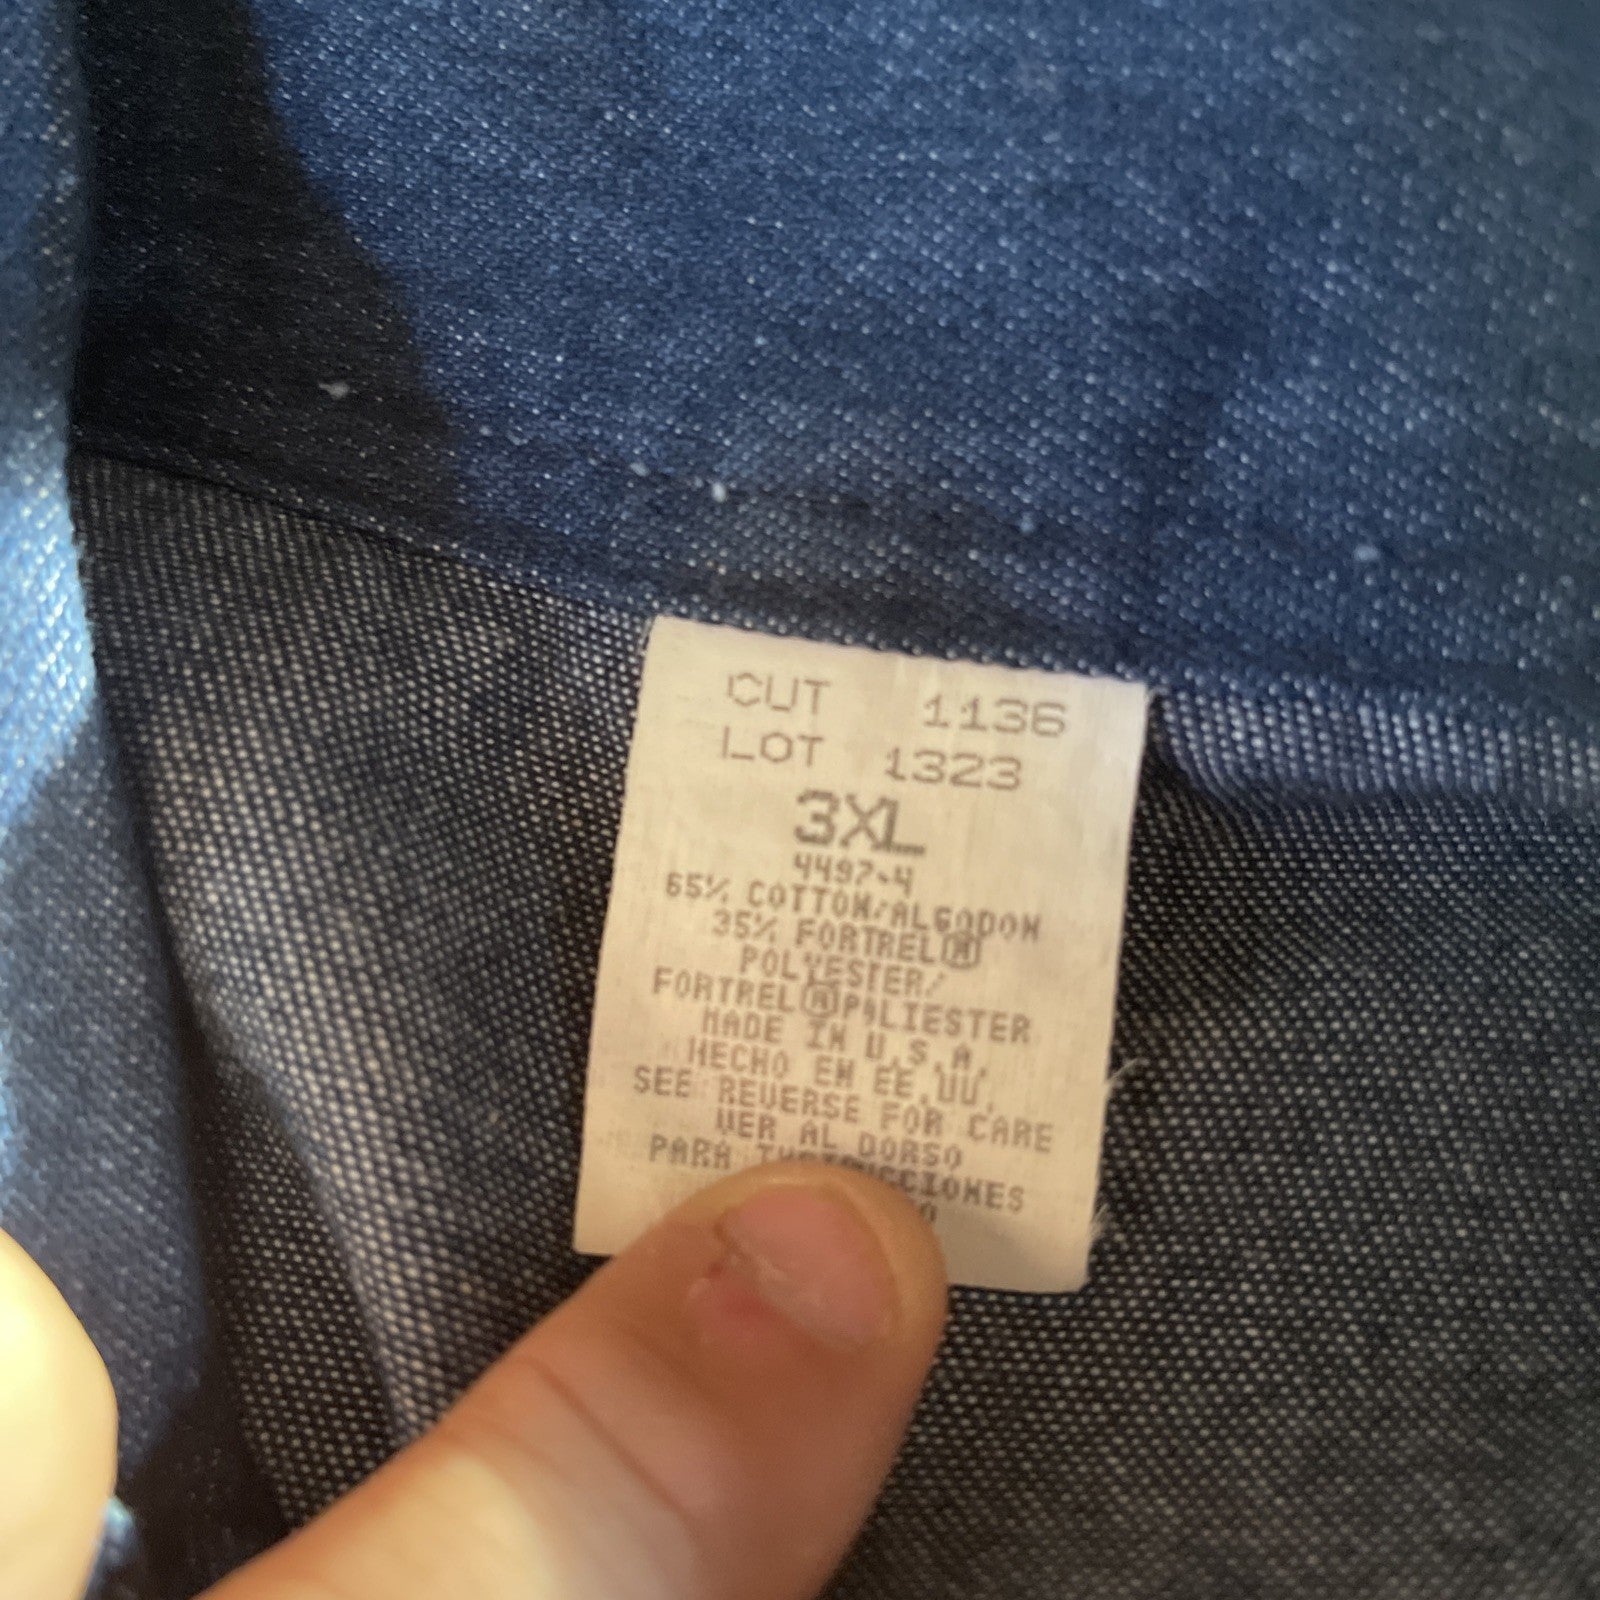 CUT 1136
LOT 1323
3XL
4497-4
65% COTTON/ALGODON
35% FORTREL®
POLYESTER/
FORTREL®POLIESTER
MADE IN U.S.A.
HECHO EN EE.UU.
SEE REVERSE FOR CARE
VER AL DORSO
PARA